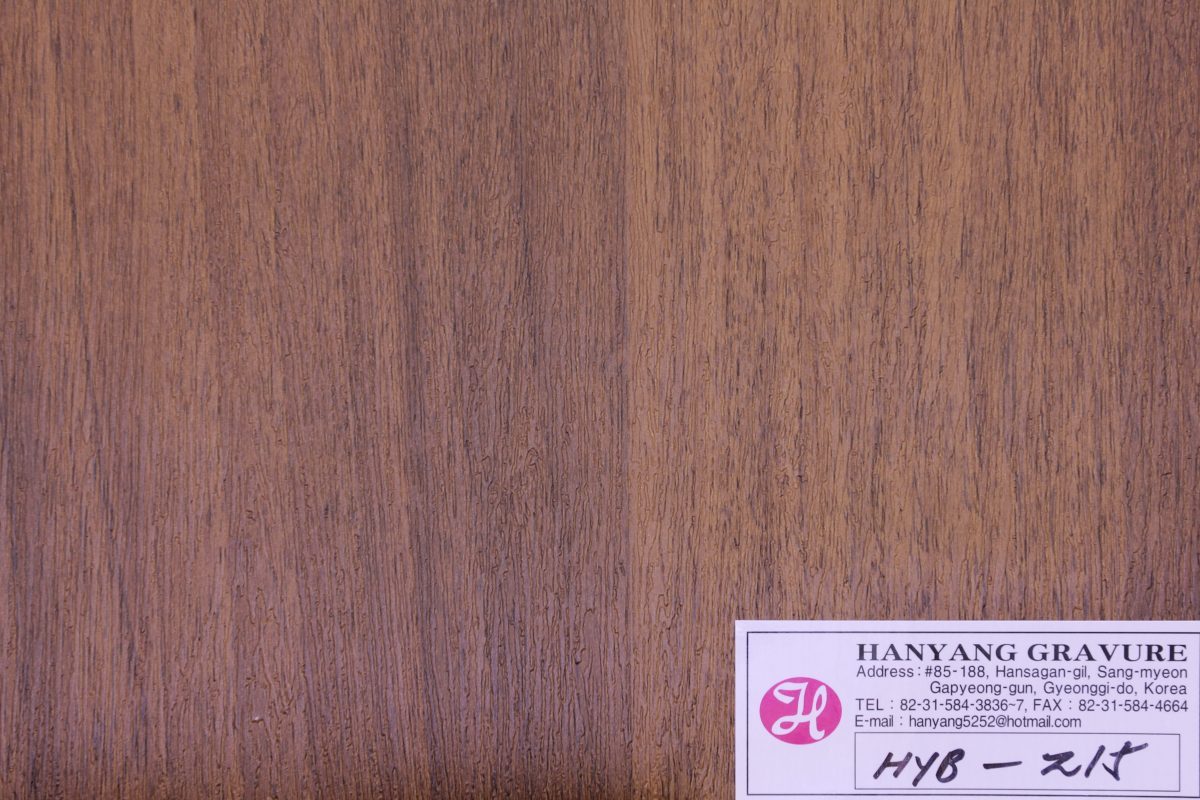 HANYANG GRAVURE
Address : #85-188, Hansagan-gil, Sang-myeon
Gapyeong-gun, Gyeonggi-do, Korea
TEL : 82-31-584-3836~7, FAX : 82-31-584-4664
E-mail : hanyang5252@hotmail.com
H
HYB - 215